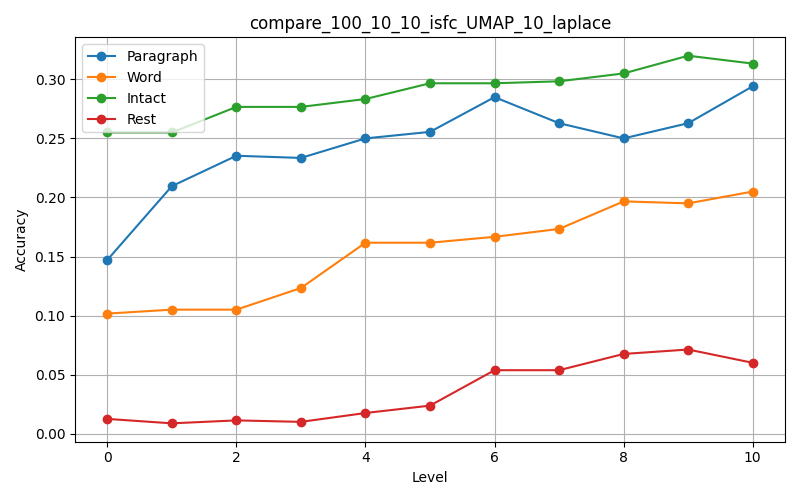 compare_100_10_10_isfc_UMAP_10_laplace
Paragraph
Word
Intact
Rest
Accuracy
0.30
0.25
0.20
0.15
0.10
0.05
0.00
0 2 4 6 8 10
Level